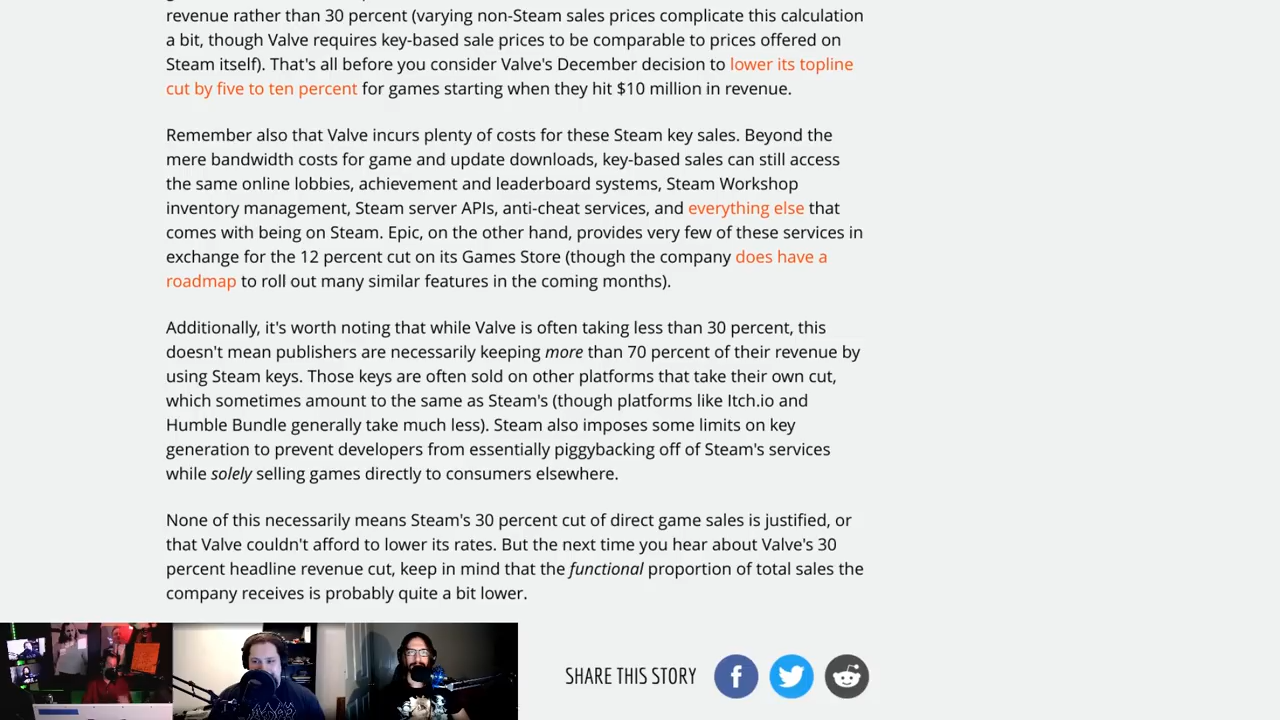 revenue rather than 30 percent (varying non-Steam sales prices complicate this calculation
a bit, though Valve requires key-based sale prices to be comparable to prices offered on
Steam itself). That's all before you consider Valve's December decision to lower its topline
cut by five to ten percent for games starting when they hit $10 million in revenue.
Remember also that Valve incurs plenty of costs for these Steam key sales. Beyond the
mere bandwidth costs for game and update downloads, key-based sales can still access
the same online lobbies, achievement and leaderboard systems, Steam Workshop
inventory management, Steam server APIs, anti-cheat services, and everything else that
comes with being on Steam. Epic, on the other hand, provides very few of these services in
exchange for the 12 percent cut on its Games Store (though the company does have a
roadmap to roll out many similar features in the coming months).
Additionally, it's worth noting that while Valve is often taking less than 30 percent, this
doesn't mean publishers are necessarily keeping more than 70 percent of their revenue by
using Steam keys. Those keys are often sold on other platforms that take their own cut,
which sometimes amount to the same as Steam's (though platforms like Itch.io and
Humble Bundle generally take much less). Steam also imposes some limits on key
generation to prevent developers from essentially piggybacking off of Steam's services
while solely selling games directly to consumers elsewhere.
None of this necessarily means Steam's 30 percent cut of direct game sales is justified, or
that Valve couldn't afford to lower its rates. But the next time you hear about Valve's 30
percent headline revenue cut, keep in mind that the functional proportion of total sales the
company receives is probably quite a bit lower.
SHARE THIS STORY